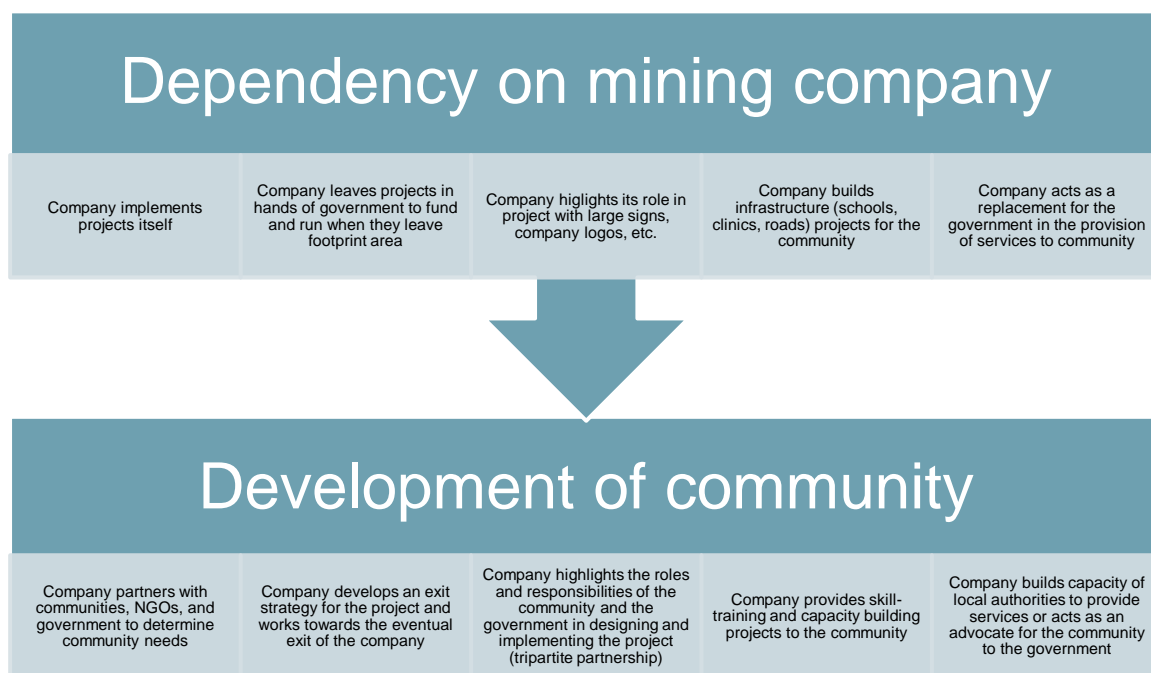 Dependency on mining company
Company implements
projects itself
Company leaves projects in
hands of government to fund
and run when they leave
footprint area
Company higlights its role in
project with large signs,
company logos, etc.
Company builds
infrastructure (schools,
clinics, roads) projects for the
community
Company acts as a
replacement for the
government in the provision
of services to community
Development of community
Company partners with
communities, NGOs, and
government to determine
community needs
Company develops an exit
strategy for the project and
works towards the eventual
exit of the company
Company highlights the roles
and responsibilities of the
community and the
government in designing and
implementing the project
(tripartite partnership)
Company provides skill-
training and capacity building
projects to the community
Company builds capacity of
local authorities to provide
services or acts as an
advocate for the community
to the government